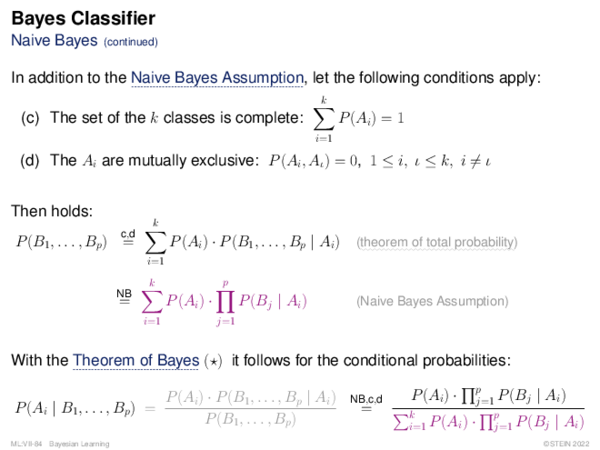 Bayes Classifier
Naive Bayes (continued)
In addition to the Naive Bayes Assumption, let the following conditions apply:
(c) The set of the k classes is complete: ∑_{i=1}^{k} P(A_i) = 1
(d) The A_i are mutually exclusive: P(A_i, A_ι) = 0, 1 ≤ i, ι ≤ k, i ≠ ι
Then holds:
P(B_1, . . . , B_p) =^{c,d} ∑_{i=1}^{k} P(A_i) · P(B_1, . . . , B_p | A_i) (theorem of total probability)
=^{NB} ∑_{i=1}^{k} P(A_i) · ∏_{j=1}^{p} P(B_j | A_i) (Naive Bayes Assumption)
With the Theorem of Bayes (⋆) it follows for the conditional probabilities:
P(A_i | B_1, . . . , B_p) = \frac{P(A_i) · P(B_1, . . . , B_p | A_i)}{P(B_1, . . . , B_p)} =^{NB,c,d} \frac{P(A_i) · ∏_{j=1}^{p} P(B_j | A_i)}{∑_{i=1}^{k} P(A_i) · ∏_{j=1}^{p} P(B_j | A_i)}
ML:VII-84 Bayesian Learning ©STEIN 2022